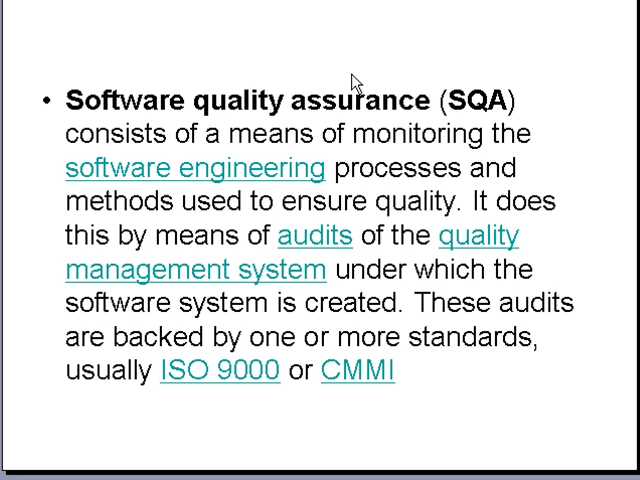 • Software quality assurance (SQA)
consists of a means of monitoring the
software engineering processes and
methods used to ensure quality. It does
this by means of audits of the quality
management system under which the
software system is created. These audits
are backed by one or more standards,
usually ISO 9000 or CMMI